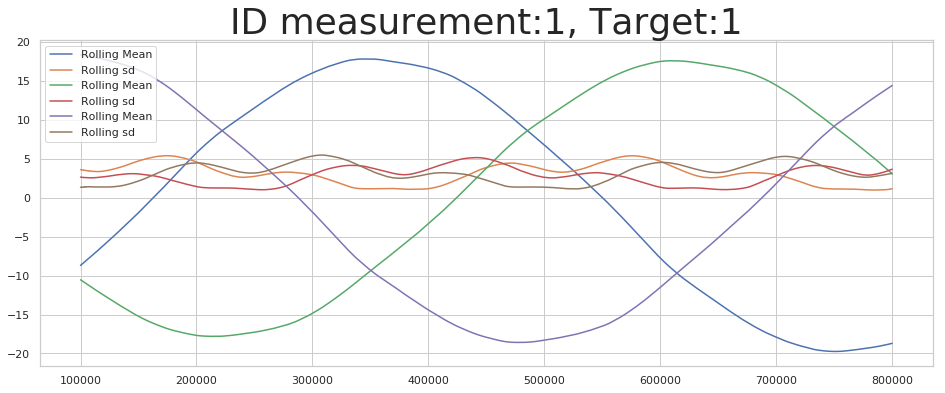 ID measurement:1, Target:1
20
15
10
5
0
−5
−10
−15
−20
Rolling Mean
Rolling sd
Rolling Mean
Rolling sd
Rolling Mean
Rolling sd
100000 200000 300000 400000 500000 600000 700000 800000